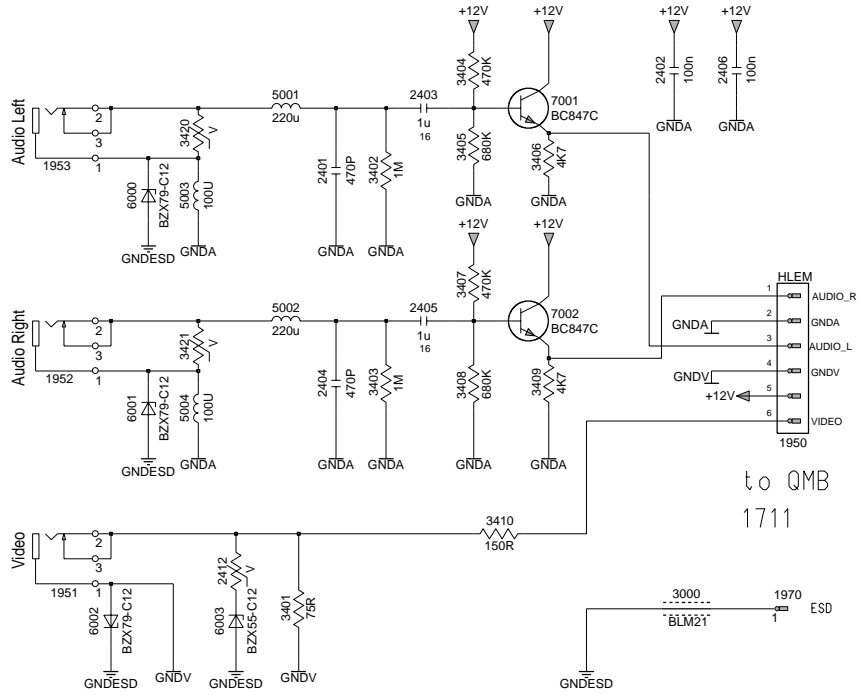 +12V
+12V
+12V
+12V
3404
470K
2402
100n
2406
100n
Audio Left
5001
220u
2403
1u
16
7001
BC847C
2
3
1
1953
3420
V
2401
470P
3402
1M
3405
680K
3406
4K7
GNDA
GNDA
6000
BZX79-C12
5003
100U
GNDESD
GNDA
GNDA
GNDA
GNDA
GNDA
+12V
+12V
3407
470K
HLEM
Audio Right
5002
220u
2405
1u
16
7002
BC847C
1
AUDIO_R
2
GNDA
GNDA
3
AUDIO_L
4
GNDV
GNDV
5
+12V
6
VIDEO
1950
2
3
1
1952
3421
V
2404
470P
3403
1M
3408
680K
3409
4K7
6001
BZX79-C12
5004
100U
GNDESD
GNDA
GNDA
GNDA
GNDA
GNDA
to QMB
1711
Video
2
3
1
1951
3410
150R
2412
V
6002
BZX79-C12
6003
BZX55-C12
3401
75R
3000
BLM21
1970
1
ESD
GNDESD
GNDV
GNDESD
GNDV
GNDESD